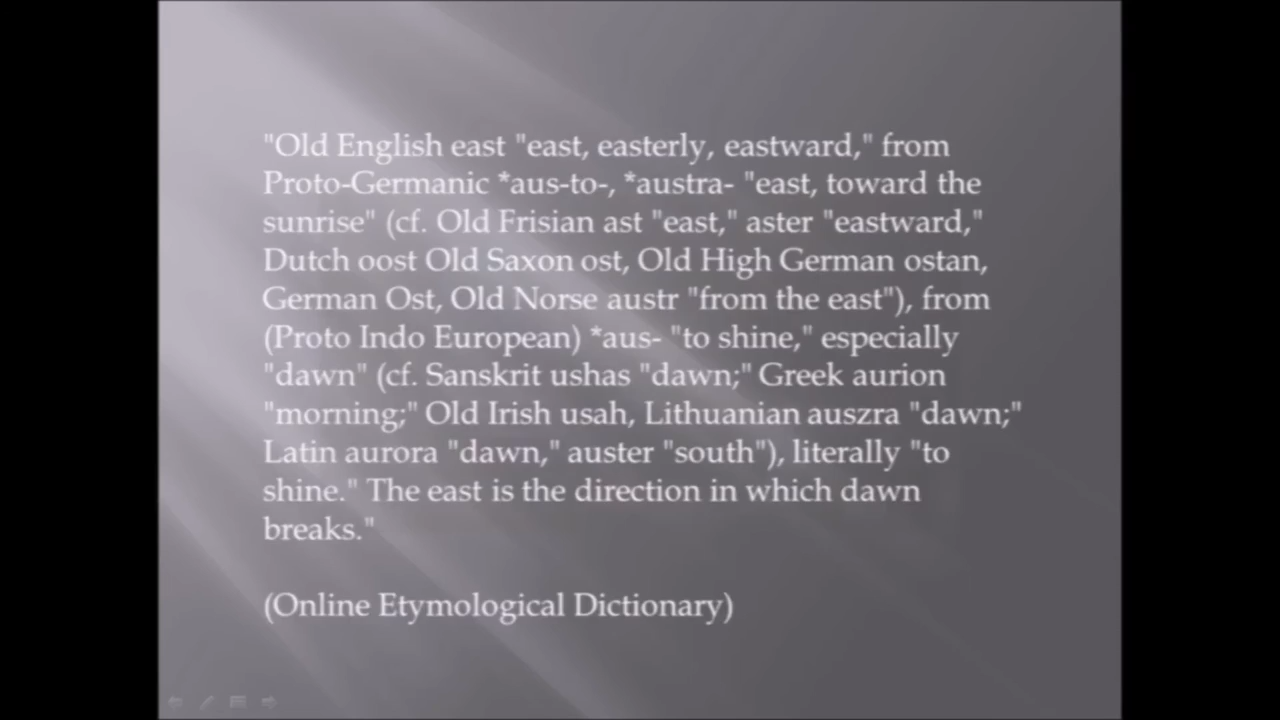 "Old English east "east, easterly, eastward," from
Proto-Germanic *aus-to-, *austra- "east, toward the
sunrise" (cf. Old Frisian ast "east," aster "eastward,"
Dutch oost Old Saxon ost, Old High German ostan,
German Ost, Old Norse austr "from the east"), from
(Proto Indo European) *aus- "to shine," especially
"dawn" (cf. Sanskrit ushas "dawn;" Greek aurion
"morning;" Old Irish usah, Lithuanian auszra "dawn;"
Latin aurora "dawn," auster "south"), literally "to
shine." The east is the direction in which dawn
breaks."
(Online Etymological Dictionary)